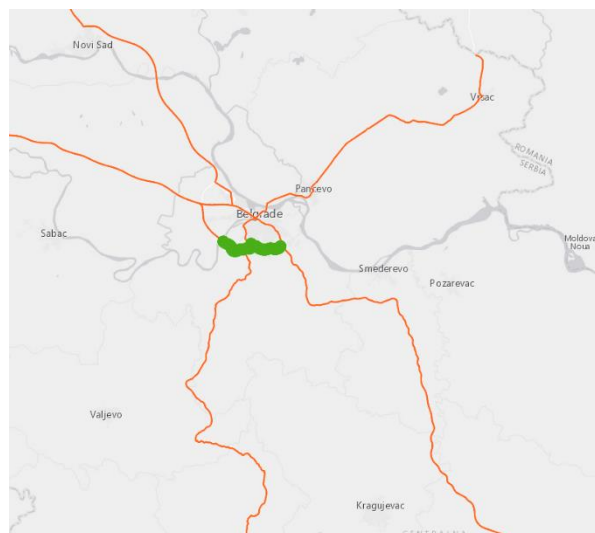 Novi Sad
Vrsac
ROMANIA
SERBIA
Pancevo
Belgrade
Sabac
Moldova
Noua
Smederevo
Pozarevac
Valjevo
Kragujevac